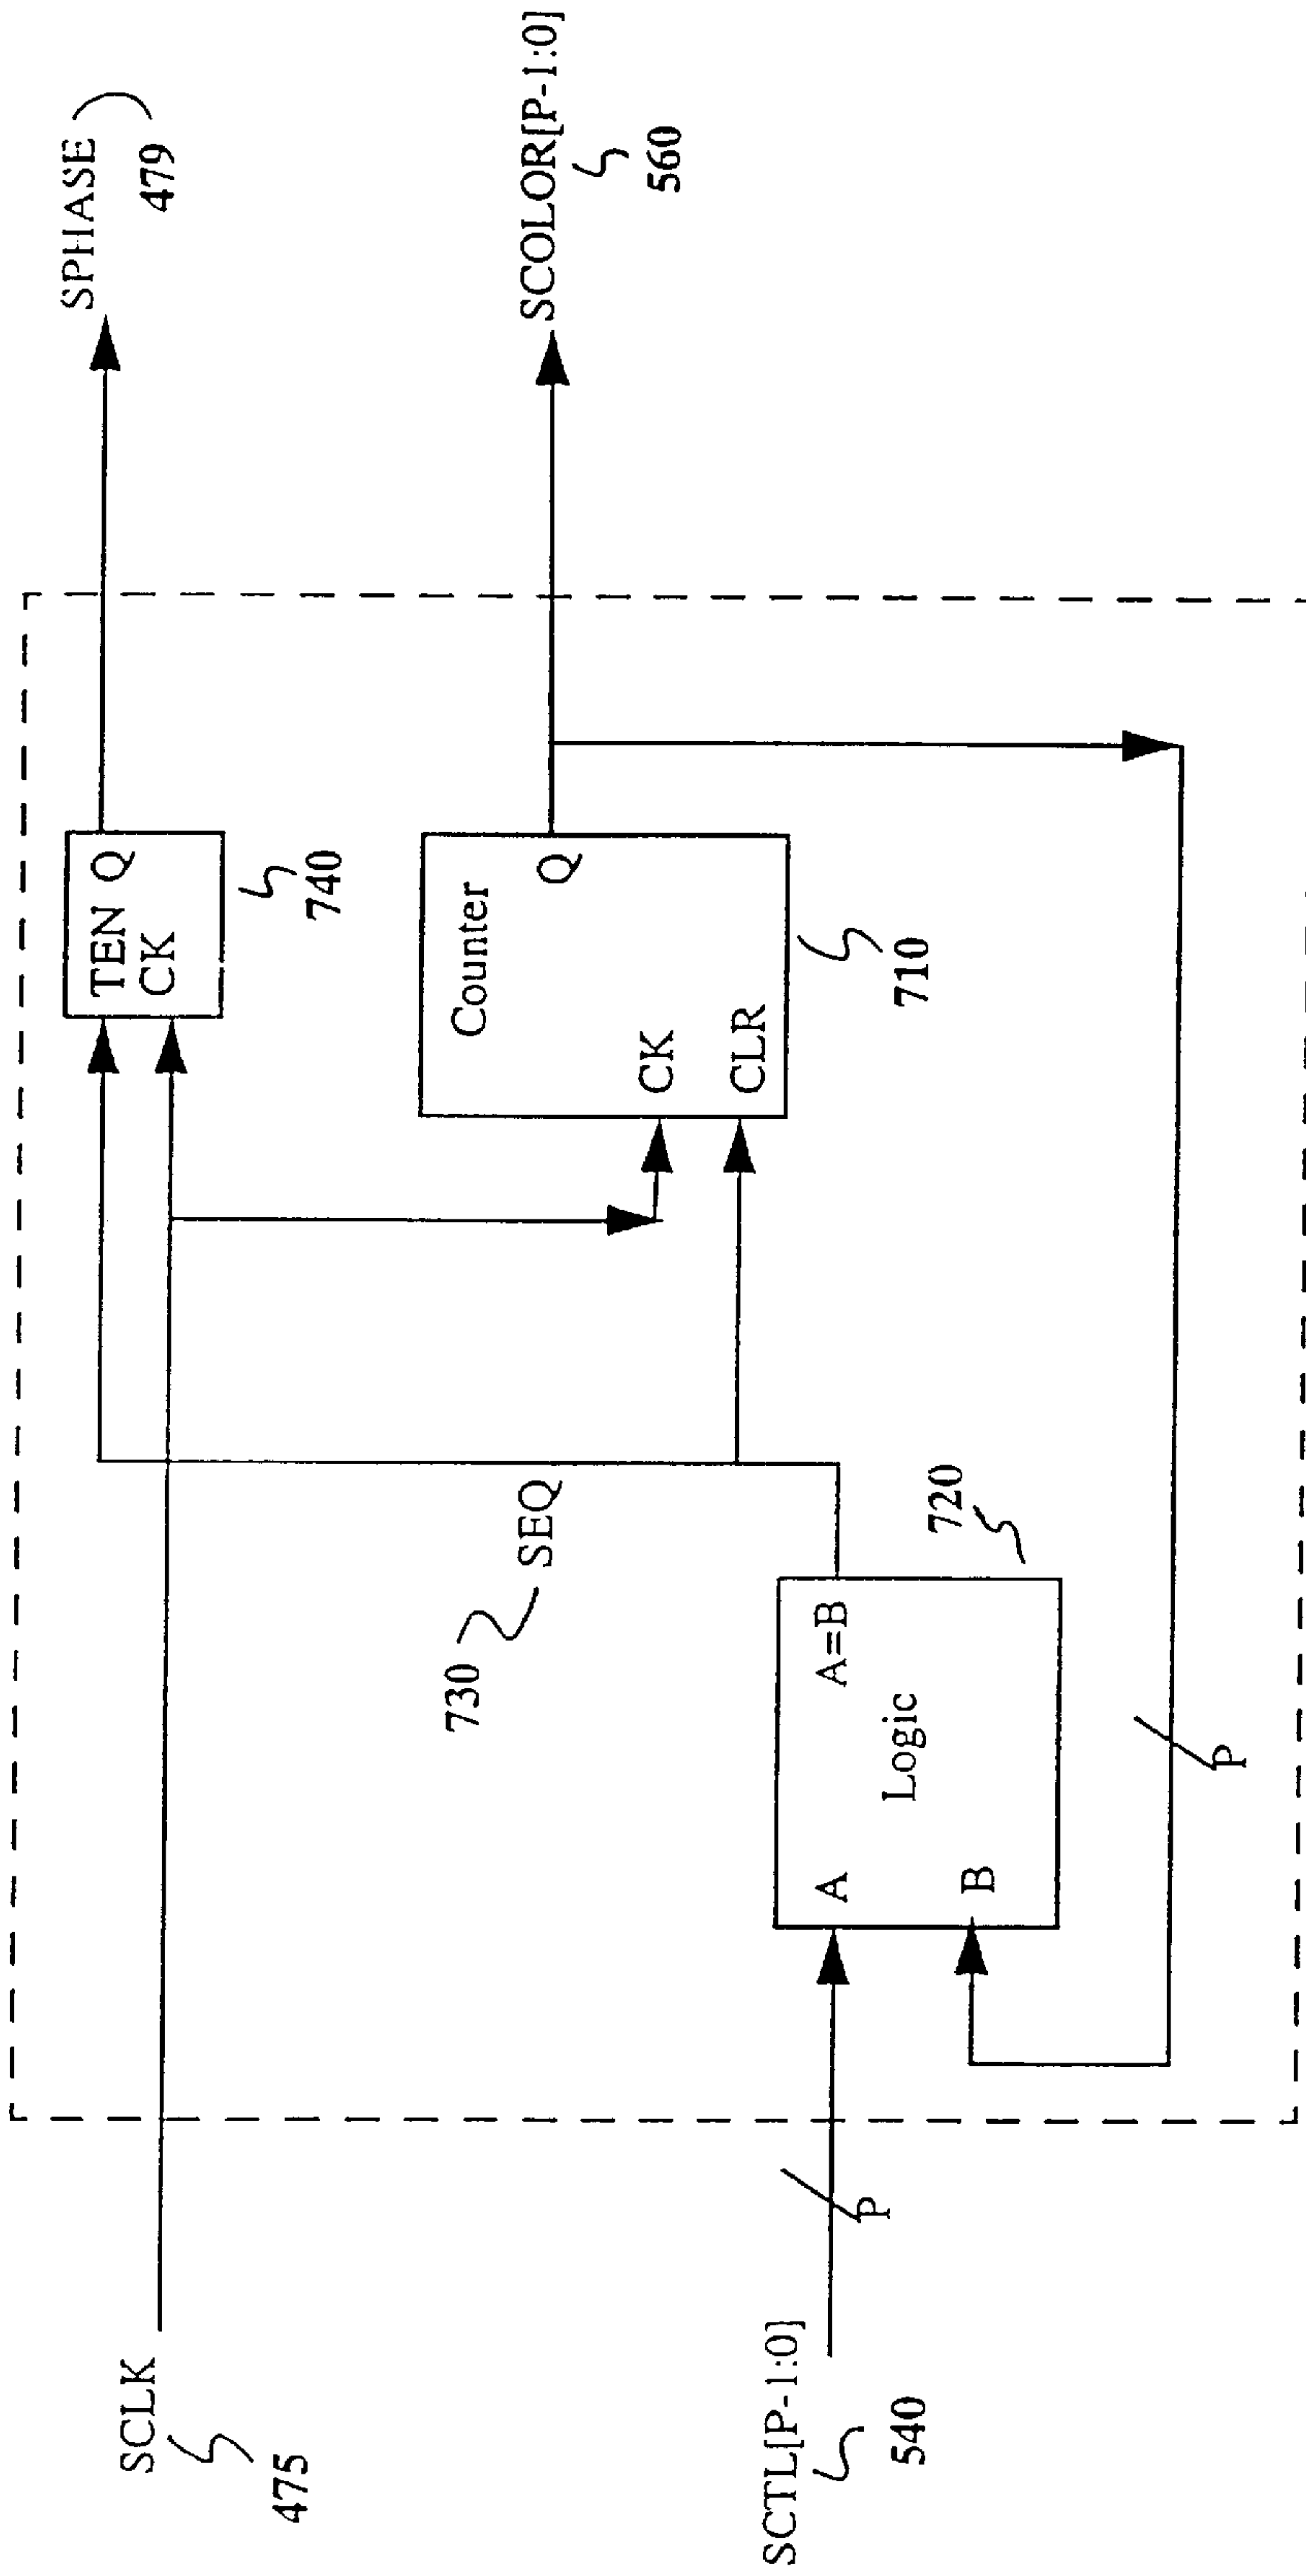 SPHASE
479
SCOLOR[P-1:0]
560
TEN Q
CK
740
Counter
Q
CK
CLR
710
730
SEQ
720
A
A=B
Logic
B
P
P
SCLK
475
SCTL[P-1:0]
540